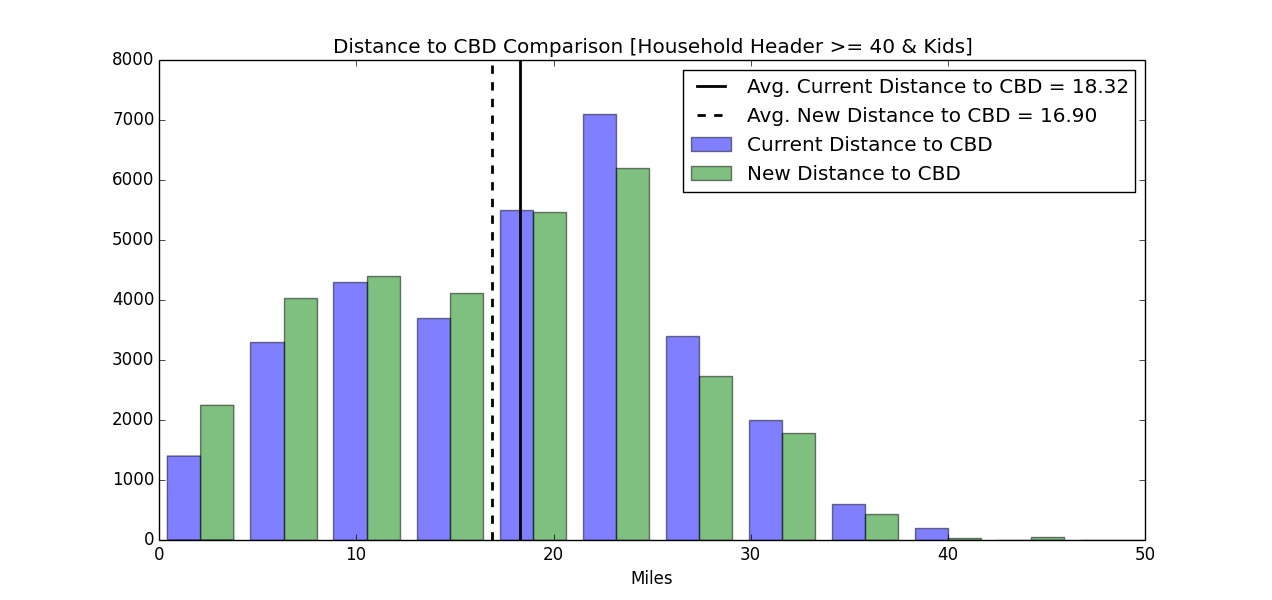 Distance to CBD Comparison [Household Header >= 40 & Kids]
8000
7000
6000
5000
4000
3000
2000
1000
0
Avg. Current Distance to CBD = 18.32
Avg. New Distance to CBD = 16.90
Current Distance to CBD
New Distance to CBD
0 10 20 30 40 50
Miles